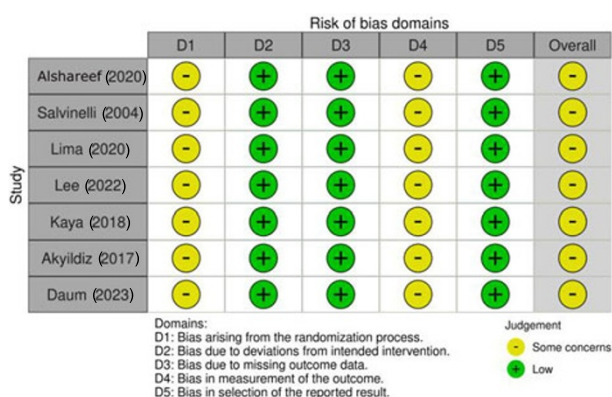 Risk of bias domains
D1 D2 D3 D4 D5 Overall
Study
Alshareef (2020) - + + - + -
Salvinelli (2004) - + + - + -
Lima (2020) - + + - + -
Lee (2022) - + + - + -
Kaya (2018) - + + - + -
Akyildiz (2017) - + + - + -
Daum (2023) - + + - + -
Domains:
D1: Bias arising from the randomization process.
D2: Bias due to deviations from intended intervention.
D3: Bias due to missing outcome data.
D4: Bias in measurement of the outcome.
D5: Bias in selection of the reported result.
Judgement
- Some concerns
+ Low